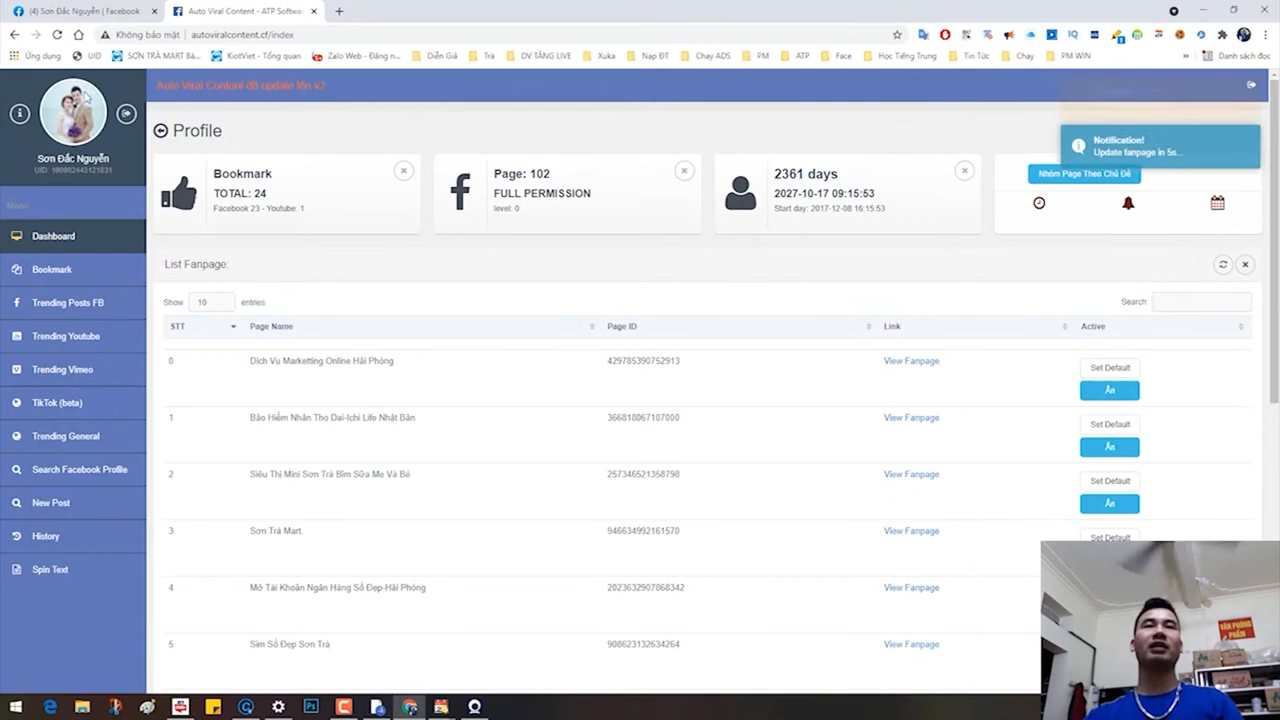 (4) Sơn Đắc Nguyễn | Facebook
Auto Viral Content - ATP Softwa
Không bảo mật
autoviralcontent.cf/index
Ứng dụng
UID
SƠN TRÀ MART Bá...
KiotViet - Tổng quan
Zalo Web - Đăng n...
Diễn Giả
Trà
DV TĂNG LIVE
Xuka
Nạp ĐT
Chạy ADS
PM
ATP
Face
Học Tiếng Trung
Tin Tức
Chạy
PM WIN
Danh sách đọc
Auto Viral Content đã update lên v2
Sơn Đắc Nguyễn
UID: 180902443121831
Menu
Dashboard
Bookmark
Trending Posts FB
Trending Youtube
Trending Vimeo
TikTok (beta)
Trending General
Search Facebook Profile
New Post
History
Spin Text
Profile
Bookmark
TOTAL: 24
Facebook 23 - Youtube: 1
Page: 102
FULL PERMISSION
level: 0
2361 days
2027-10-17 09:15:53
Start day: 2017-12-08 16:15:53
Notification!
Update fanpage in 5s...
Nhóm Page Theo Chủ Đề
List Fanpage:
Show 10 entries
Search:
STT Page Name Page ID Link Active
0 Dịch Vụ Marketting Online Hải Phòng 429785390752913 View Fanpage Set Default
Ẩn
1 Bảo Hiểm Nhân Thọ Dai-Ichi Life Nhật Bản 366818067107000 View Fanpage Set Default
Ẩn
2 Siêu Thị Mini Sơn Trà Bỉm Sữa Mẹ Và Bé 257346521358798 View Fanpage Set Default
Ẩn
3 Sơn Trà Mart 946634992161570 View Fanpage Set Default
4 Mở Tài Khoản Ngân Hàng Số Đẹp-Hải Phòng 2023632907868342 View Fanpage
5 Sim Số Đẹp Sơn Trà 908623132634264 View Fanpage
VĂN PHÒNG
PHẨM